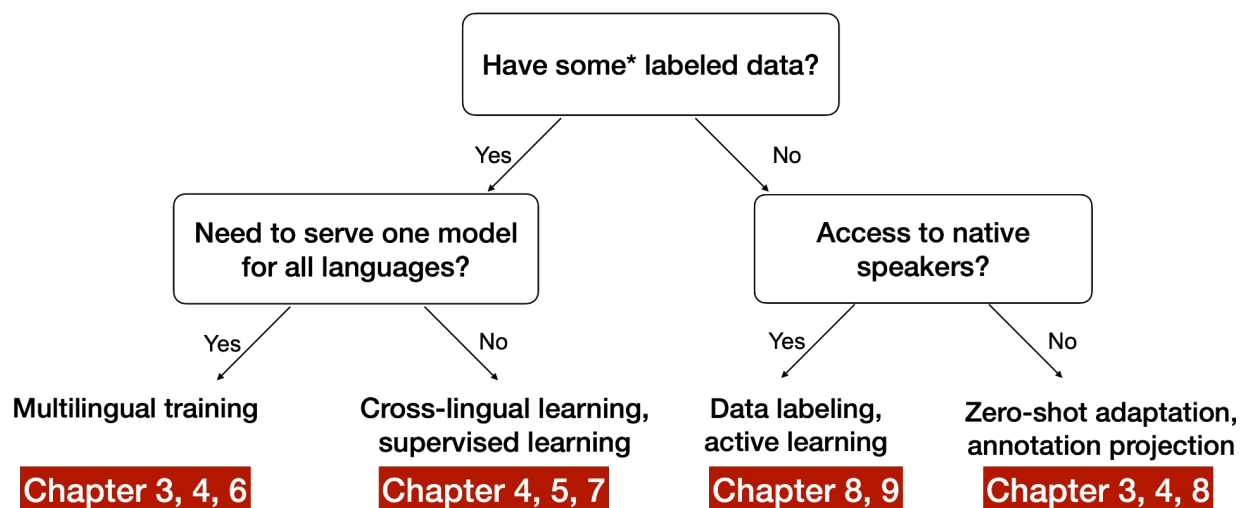 Have some* labeled data?
Yes
No
Need to serve one model
for all languages?
Access to native
speakers?
Yes
No
Yes
No
Multilingual training
Cross-lingual learning,
supervised learning
Data labeling,
active learning
Zero-shot adaptation,
annotation projection
Chapter 3, 4, 6
Chapter 4, 5, 7
Chapter 8, 9
Chapter 3, 4, 8